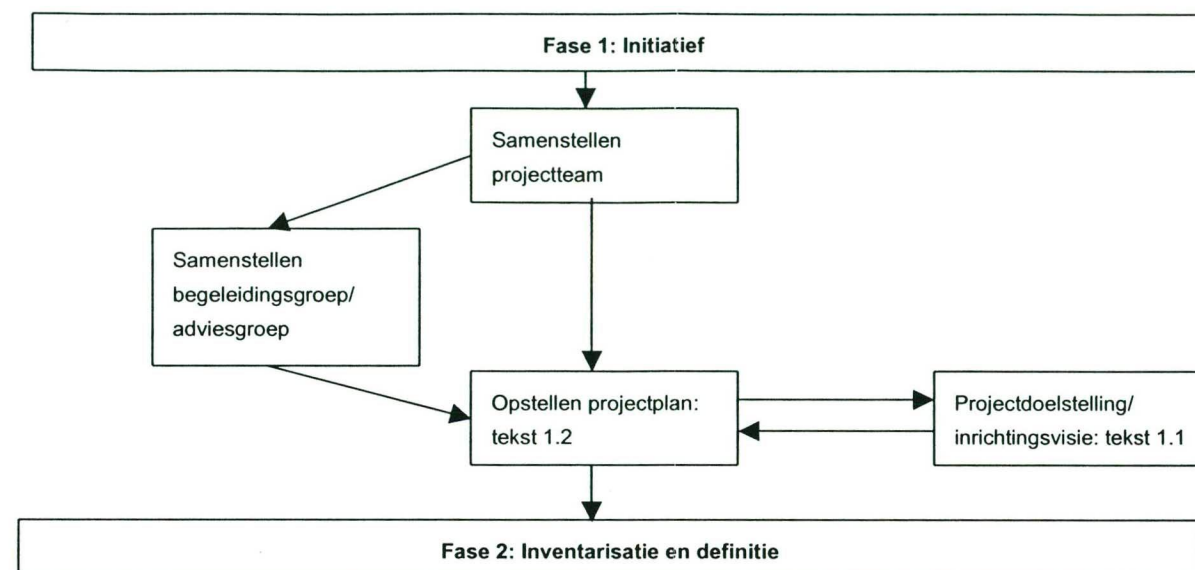 Fase 1: Initiatief
Samenstellen
projectteam
Samenstellen
begeleidingsgroep/
adviesgroep
Opstellen projectplan:
tekst 1.2
Projectdoelstelling/
inrichtingsvisie: tekst 1.1
Fase 2: Inventarisatie en definitie